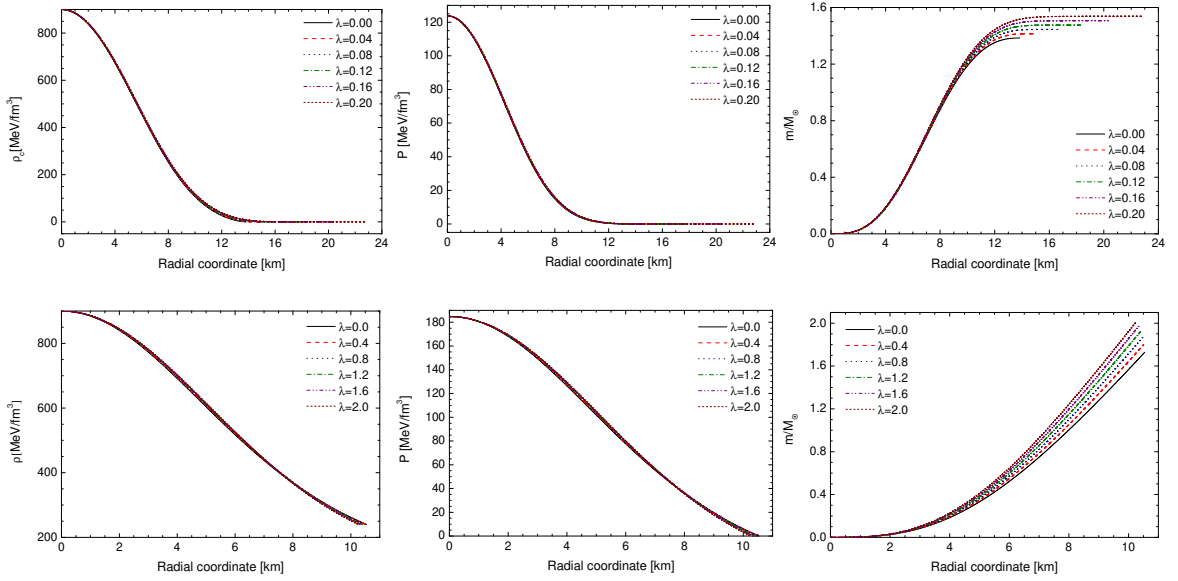 900
800
700
600
500
400
300
200
100
0
ρc[MeV/fm3]
λ=0.00
λ=0.04
λ=0.08
λ=0.12
λ=0.16
λ=0.20
0 4 8 12 16 20 24
Radial coordinate [km]
120
100
80
60
40
20
0
P [MeV/fm3]
λ=0.00
λ=0.04
λ=0.08
λ=0.12
λ=0.16
λ=0.20
0 4 8 12 16 20 24
Radial coordinate [km]
1.6
1.2
0.8
0.4
0.0
m/M☉
λ=0.00
λ=0.04
λ=0.08
λ=0.12
λ=0.16
λ=0.20
0 4 8 12 16 20 24
Radial coordinate [km]
800
600
400
200
ρ[MeV/fm3]
λ=0.0
λ=0.4
λ=0.8
λ=1.2
λ=1.6
λ=2.0
0 2 4 6 8 10
Radial coordinate [km]
180
160
140
120
100
80
60
40
20
0
P [MeV/fm3]
λ=0.0
λ=0.4
λ=0.8
λ=1.2
λ=1.6
λ=2.0
0 2 4 6 8 10
Radial coordinate [km]
2.0
1.6
1.2
0.8
0.4
0.0
m/M☉
λ=0.0
λ=0.4
λ=0.8
λ=1.2
λ=1.6
λ=2.0
0 2 4 6 8 10
Radial coordinate [km]